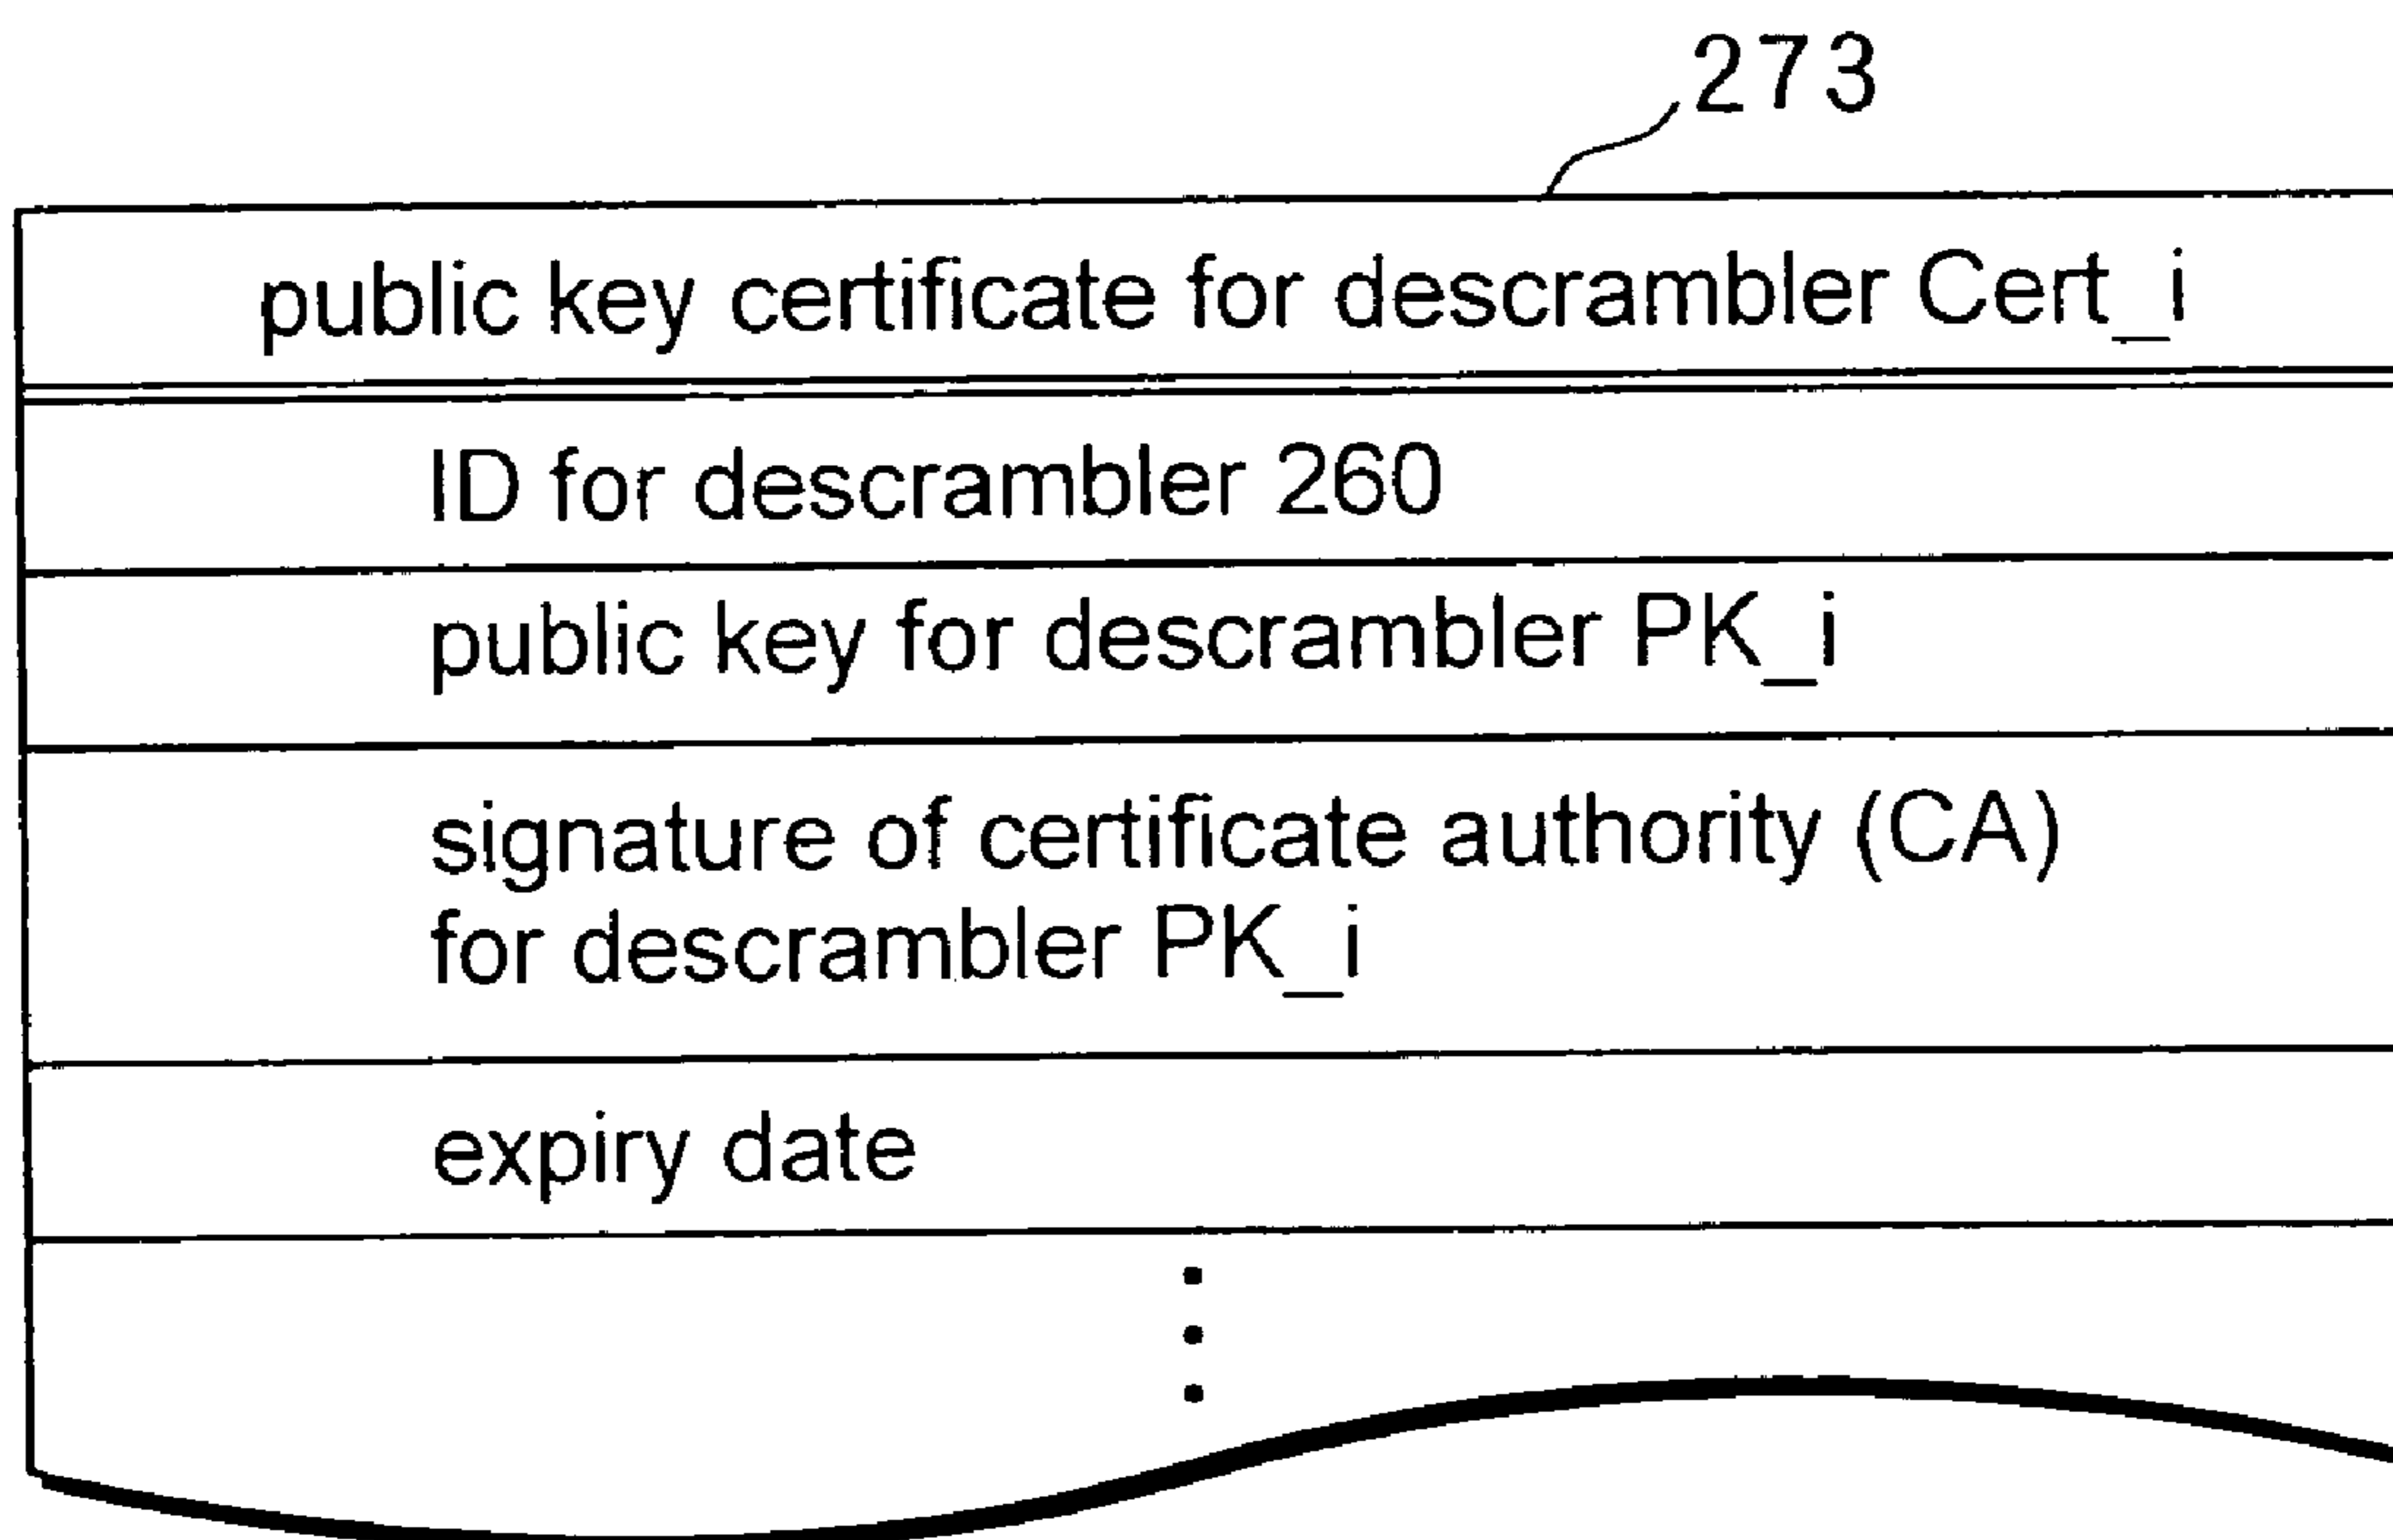 273
public key certificate for descrambler Cert_i
ID for descrambler 260
public key for descrambler PK_i
signature of certificate authority (CA)
for descrambler PK_i
expiry date